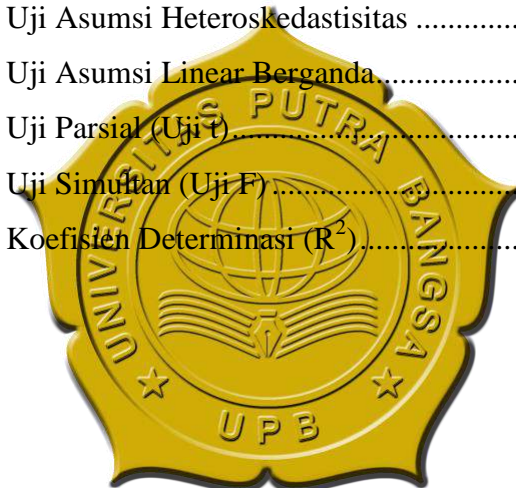 Uji Asumsi Heteroskedastisitas .............
Uji Asumsi Linear Berganda..................
Uji Parsial (Uji t)....................................
Uji Simultan (Uji F) ...............................
Koefisien Determinasi (R²)....................
UNIVERSITAS PUTRA BANGSA
UPB